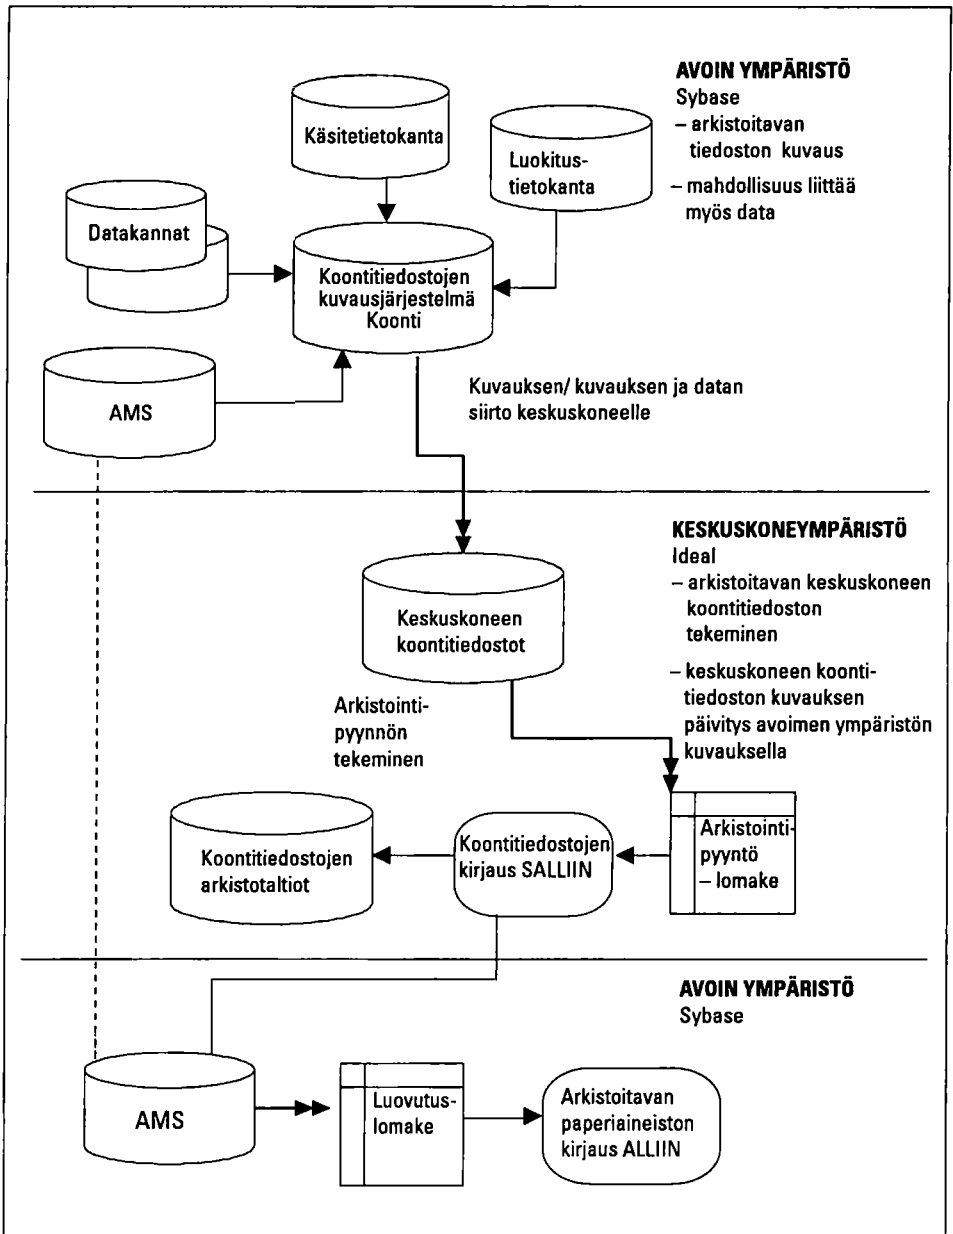 AVOIN YMPÄRISTÖ
Sybase
– arkistoitavan
tiedoston kuvaus
– mahdollisuus liittää
myös data
Käsitetietokanta
Luokitus-
tietokanta
Datakannat
Koontitiedostojen
kuvausjärjestelmä
Koonti
AMS
Kuvauksen/ kuvauksen ja datan
siirto keskuskoneelle
KESKUSKONEYMPÄRISTÖ
Ideal
– arkistoitavan keskuskoneen
koontitiedoston
tekeminen
– keskuskoneen koonti-
tiedoston kuvauksen
päivitys avoimen ympäristön
kuvauksella
Keskuskoneen
koontitiedostot
Arkistointi-
pyynnön
tekeminen
Koontitiedostojen
arkistotaltiot
Koontitiedostojen
kirjaus SALLIIN
Arkistointi-
pyyntö
– lomake
AVOIN YMPÄRISTÖ
Sybase
AMS
Luovutus-
lomake
Arkistoitavan
paperiaineiston
kirjaus ALLIIN